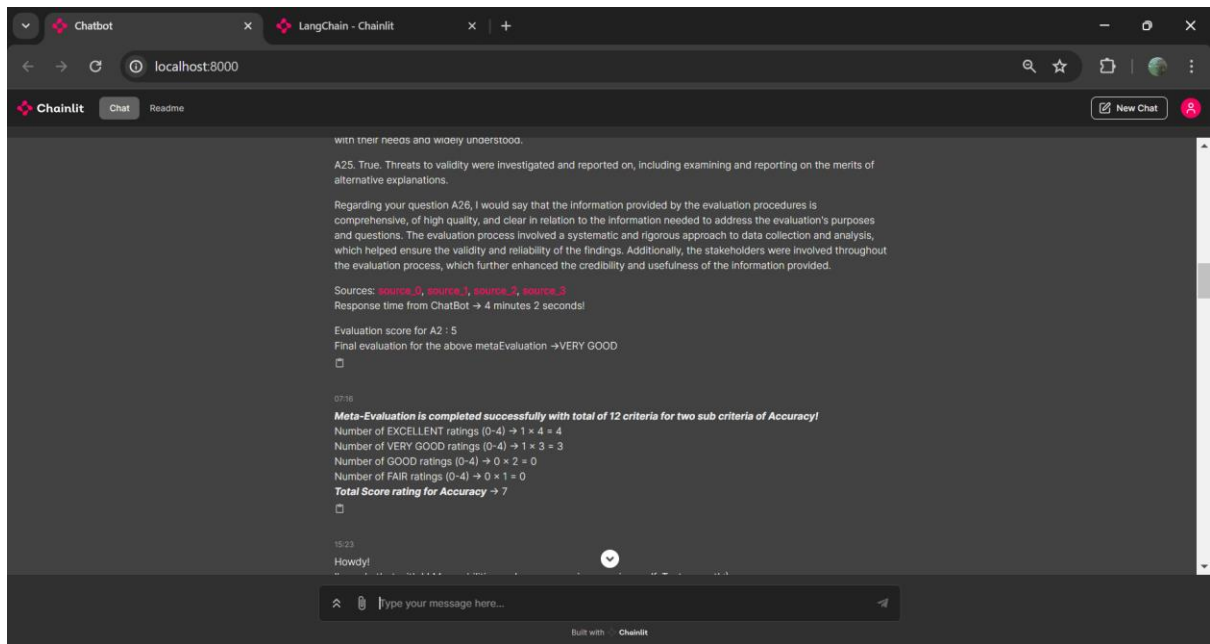 Chatbot
LangChain - Chainlit
localhost:8000
Chainlit Chat Readme New Chat
with their needs and widely understood.
A25. True. Threats to validity were investigated and reported on, including examining and reporting on the merits of
alternative explanations.
Regarding your question A26, I would say that the information provided by the evaluation procedures is
comprehensive, of high quality, and clear in relation to the information needed to address the evaluation's purposes
and questions. The evaluation process involved a systematic and rigorous approach to data collection and analysis,
which helped ensure the validity and reliability of the findings. Additionally, the stakeholders were involved throughout
the evaluation process, which further enhanced the credibility and usefulness of the information provided.
Sources: source_0, source_1, source_2, source_3
Response time from ChatBot → 4 minutes 2 seconds!
Evaluation score for A2 : 5
Final evaluation for the above metaEvaluation →VERY GOOD
07:16
Meta-Evaluation is completed successfully with total of 12 criteria for two sub criteria of Accuracy!
Number of EXCELLENT ratings (0-4) → 1 × 4 = 4
Number of VERY GOOD ratings (0-4) → 1 × 3 = 3
Number of GOOD ratings (0-4) → 0 × 2 = 0
Number of FAIR ratings (0-4) → 0 × 1 = 0
Total Score rating for Accuracy → 7
15:23
Howdy!
Type your message here...
Built with Chainlit